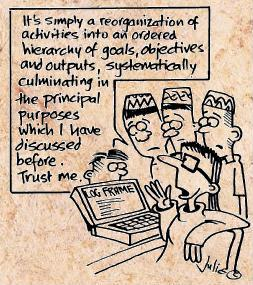 It's simply a reorganization of
activities into an ordered
hierarchy of goals, objectives
and outputs, systematically
culminating in
the principal
purposes
which I have
discussed
before.
Trust me.
LOG FRAME
Julie ©